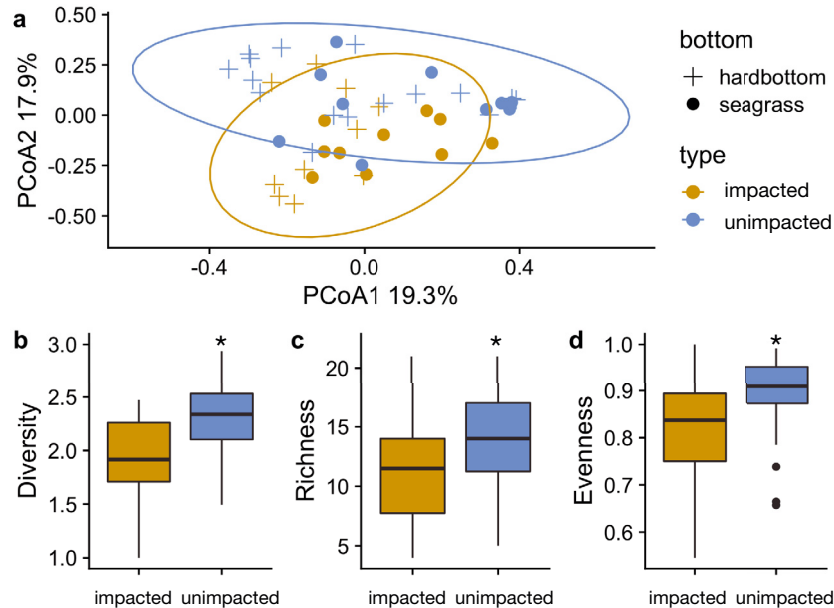 a
0.50
0.25
0.00
-0.25
-0.50
PCoA2 17.9%
-0.4
0.0
0.4
PCoA1 19.3%
bottom
hardbottom
seagrass
type
impacted
unimpacted
b
3.0
2.5
2.0
1.5
1.0
Diversity
*
impacted
unimpacted
c
20
15
10
5
Richness
*
impacted
unimpacted
d
1.0
0.9
0.8
0.7
0.6
Evenness
*
impacted
unimpacted